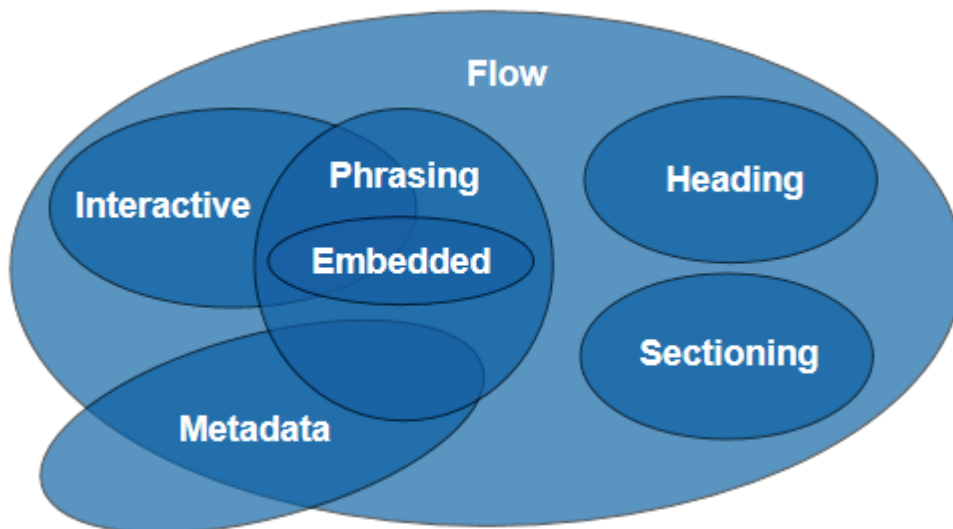 Flow
Phrasing
Heading
Interactive
Embedded
Sectioning
Metadata